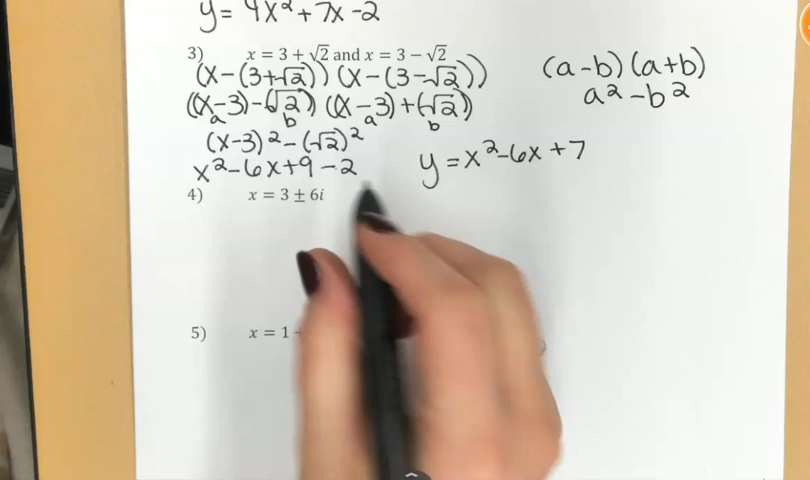 y = 4x² + 7x - 2
3) x = 3 + √2 and x = 3 − √2
(x-(3+√2)) (x-(3-√2)) (a-b)(a+b)
((x-3)-(√2)) ((x-3)+(√2)) a² - b²
a b a b
(x-3)² - (√2)²
x² - 6x + 9 - 2 y = x² - 6x + 7
4) x = 3 ± 6i
5) x = 1